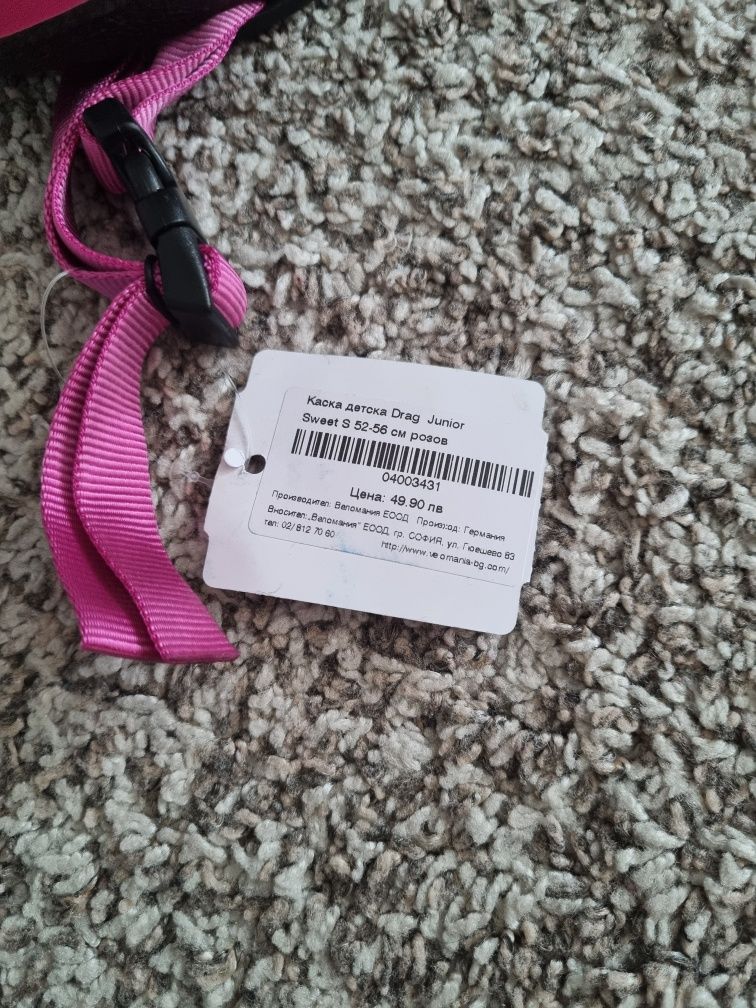 Каска детска Drag Junior
Sweet S 52-56 см розов
04003431
Цена: 49.90 лв
Производител: Веломания ЕООД Произход: Германия
Вносител: „Веломания" ЕООД, гр. СОФИЯ, ул. Гюешево 83
тел: 02/ 812 70 60
http://www.velomania-bg.com/